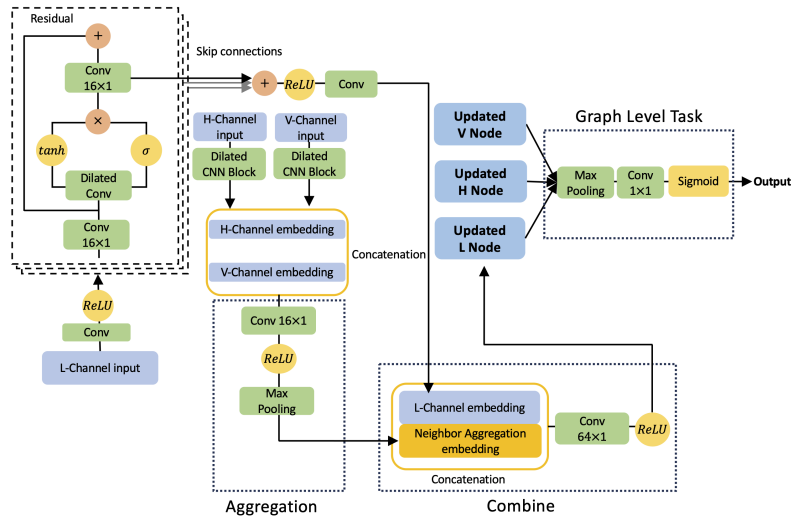 Residual
+
Conv
16×1
×
tanh
σ
Dilated
Conv
Conv
16×1
ReLU
Conv
L-Channel input
Skip connections
+
ReLU
Conv
H-Channel
input
V-Channel
input
Dilated
CNN Block
Dilated
CNN Block
H-Channel embedding
V-Channel embedding
Concatenation
Conv 16×1
ReLU
Max
Pooling
Aggregation
L-Channel embedding
Neighbor Aggregation
embedding
Concatenation
Conv
64×1
ReLU
Combine
Updated
V Node
Updated
H Node
Updated
L Node
Graph Level Task
Max
Pooling
Conv
1×1
Sigmoid
Output